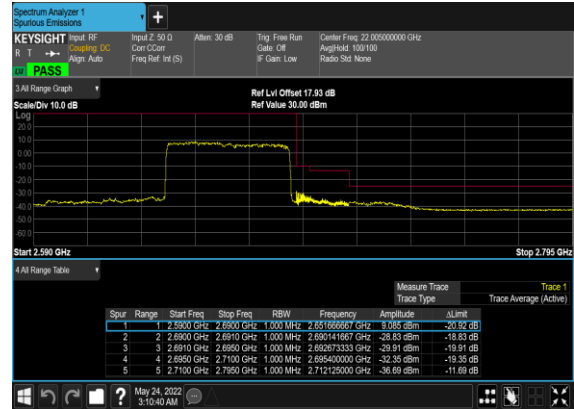 Spectrum Analyzer 1
Spurious Emissions
KEYSIGHT
R T
PASS
Input: RF
Coupling: DC
Align: Auto
Input Z: 50 Ω
Corr CCorr
Freq Ref: Int (S)
Atten: 30 dB
Trig: Free Run
Gate: Off
IF Gain: Low
Center Freq: 22.005000000 GHz
Avg|Hold: 100/100
Radio Std: None
3 All Range Graph
Scale/Div 10.0 dB
Ref Lvl Offset 17.93 dB
Ref Value 30.00 dBm
Log
20.0
10.0
0.00
-10.0
-20.0
-30.0
-40.0
-50.0
-60.0
Start 2.590 GHz
Stop 2.795 GHz
4 All Range Table
Measure Trace Trace 1
Trace Type Trace Average (Active)
Spur Range Start Freq Stop Freq RBW Frequency Amplitude ΔLimit
1 1 2.5900 GHz 2.6900 GHz 1.000 MHz 2.651666667 GHz 9.085 dBm -20.92 dB
2 2 2.6900 GHz 2.6910 GHz 1.000 MHz 2.690141667 GHz -28.83 dBm -18.83 dB
3 3 2.6910 GHz 2.6950 GHz 1.000 MHz 2.692673333 GHz -29.91 dBm -19.91 dB
4 4 2.6950 GHz 2.7100 GHz 1.000 MHz 2.695400000 GHz -32.35 dBm -19.35 dB
5 5 2.7100 GHz 2.7950 GHz 1.000 MHz 2.712125000 GHz -36.69 dBm -11.69 dB
May 24, 2022
3:10:40 AM